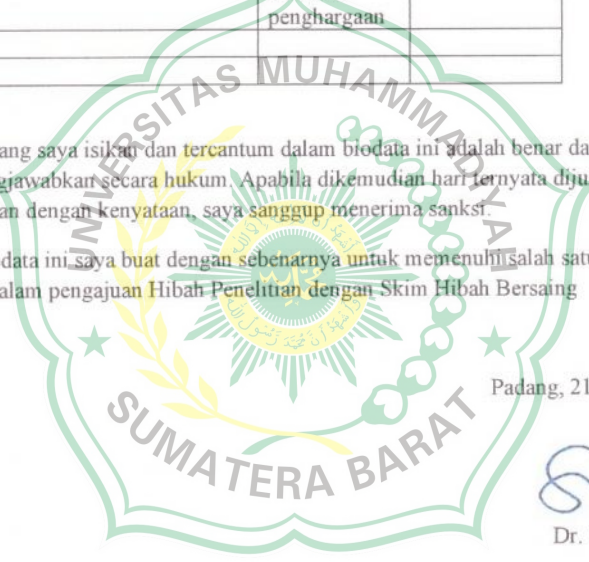 penghargaan
ang saya isikan dan tercantum dalam biodata ini adalah benar da
gjawabkan secara hukum. Apabila dikemudian hari ternyata diju
an dengan kenyataan, saya sanggup menerima sanksi.
data ini saya buat dengan sebenarnya untuk memenuhi salah satu
alam pengajuan Hibah Penelitian dengan Skim Hibah Bersaing
Padang, 21
Dr.
UNIVERSITAS MUHAMMADIYAH
SUMATERA BARAT